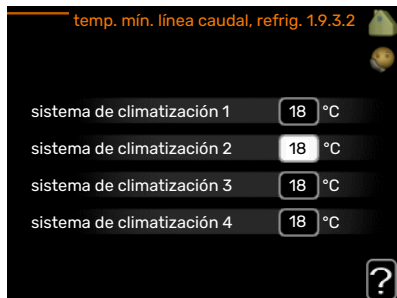 temp. mín. línea caudal, refrig. 1.9.3.2
sistema de climatización 1 18 °C
sistema de climatización 2 18 °C
sistema de climatización 3 18 °C
sistema de climatización 4 18 °C
?